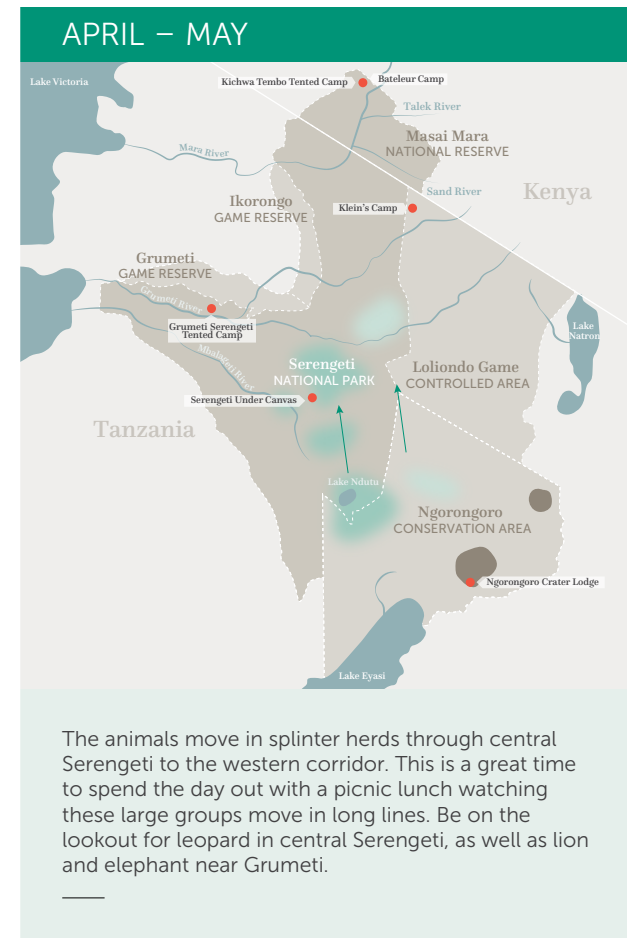 APRIL – MAY
Lake Victoria
Kichwa Tembo Tented Camp
Bateleur Camp
Talek River
Masai Mara
NATIONAL RESERVE
Mara River
Sand River
Kenya
Ikorongo
GAME RESERVE
Klein's Camp
Grumeti
GAME RESERVE
Grumeti River
Grumeti Serengeti
Tented Camp
Lake
Natron
Mbalageti River
Serengeti
NATIONAL PARK
Loliondo Game
CONTROLLED AREA
Serengeti Under Canvas
Tanzania
Lake Ndutu
Ngorongoro
CONSERVATION AREA
Ngorongoro Crater Lodge
Lake Eyasi
The animals move in splinter herds through central
Serengeti to the western corridor. This is a great time
to spend the day out with a picnic lunch watching
these large groups move in long lines. Be on the
lookout for leopard in central Serengeti, as well as lion
and elephant near Grumeti.